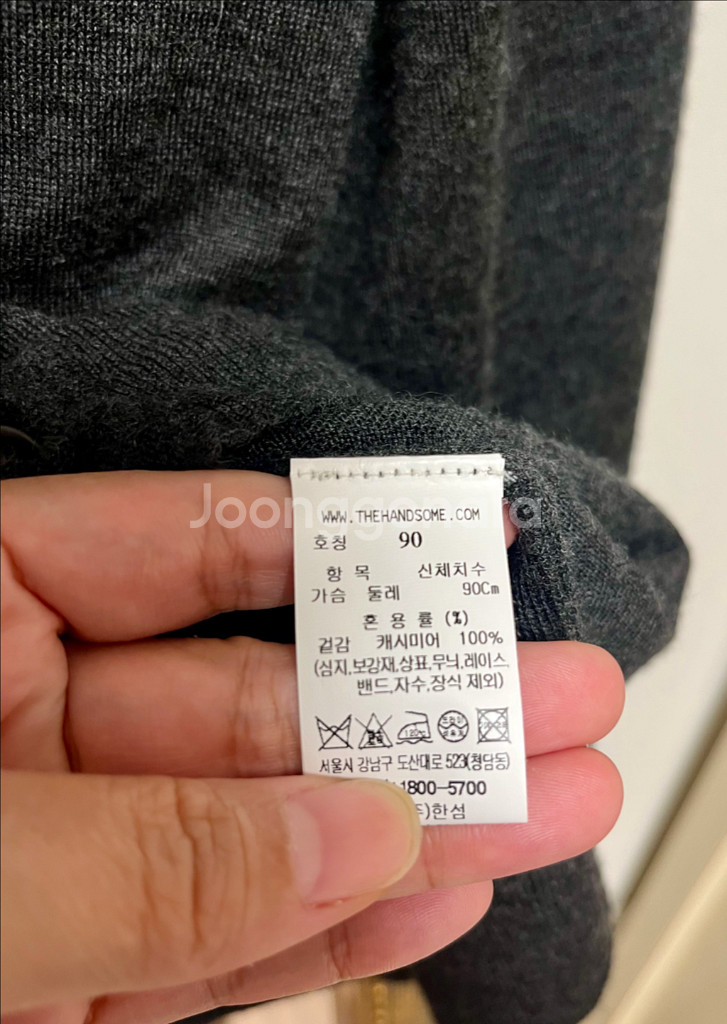 Joonggonara
WWW.THEHANDSOME.COM
호칭 90
항 목 신체치수
가슴 둘레 90Cm
혼 용 률 (%)
겉감 캐시미어 100%
(심지,보강재,상표,무늬,레이스,
밴드,자수,장식 제외)
서울시 강남구 도산대로 523(청담동)
1800-5700
)한섬